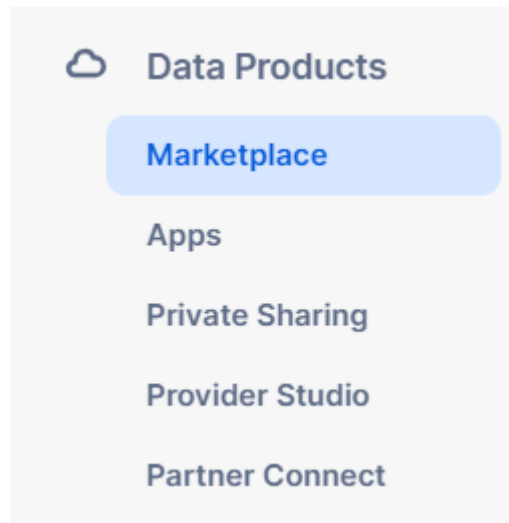 Data Products
Marketplace
Apps
Private Sharing
Provider Studio
Partner Connect